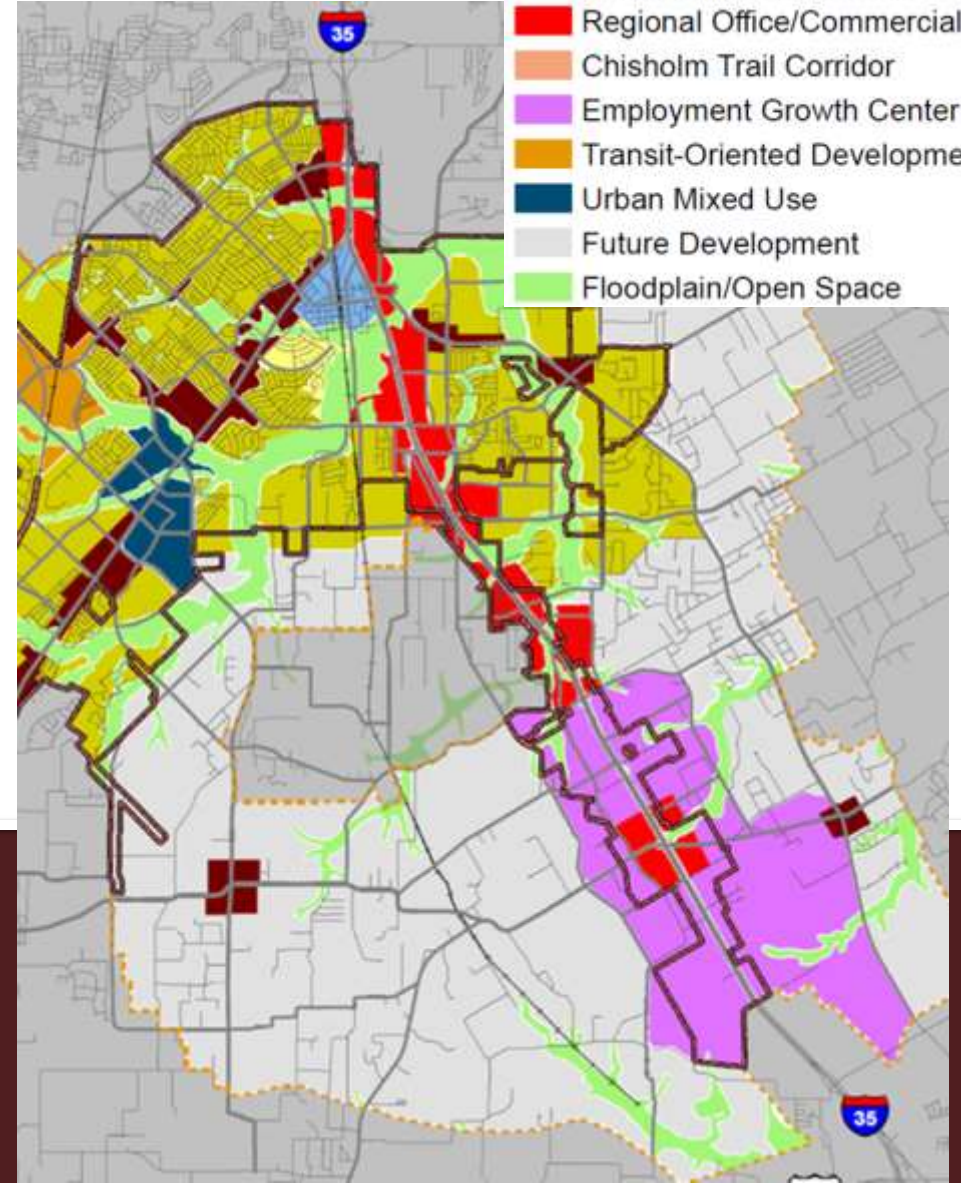 35
Regional Office/Commercial
Chisholm Trail Corridor
Employment Growth Center
Transit-Oriented Developme
Urban Mixed Use
Future Development
Floodplain/Open Space
35